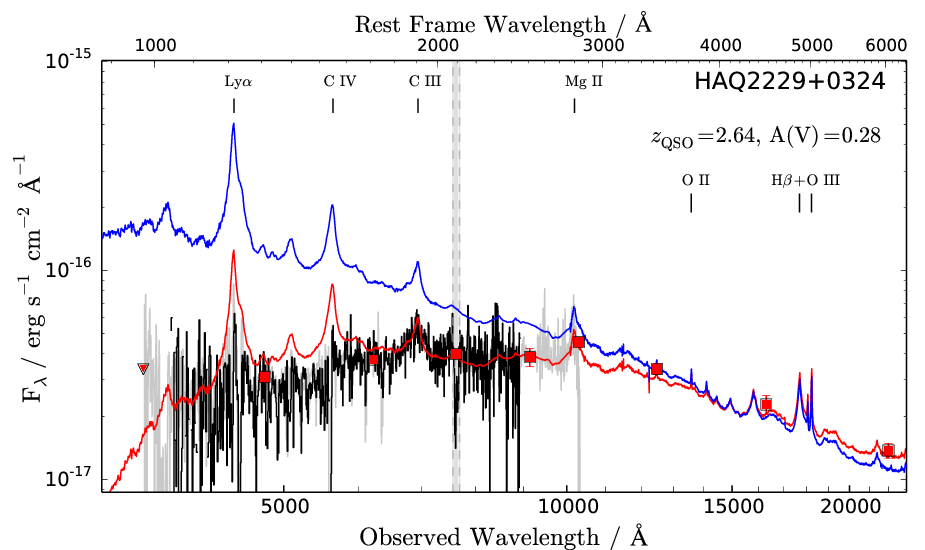 Rest Frame Wavelength / Å
1000 2000 3000 4000 5000 6000
10⁻¹⁵
Lyα C IV C III Mg II
HAQ2229+0324
z_QSO=2.64, A(V)=0.28
O II Hβ+O III
10⁻¹⁶
F_λ / erg s⁻¹ cm⁻² Å⁻¹
10⁻¹⁷
5000 10000 15000 20000
Observed Wavelength / Å